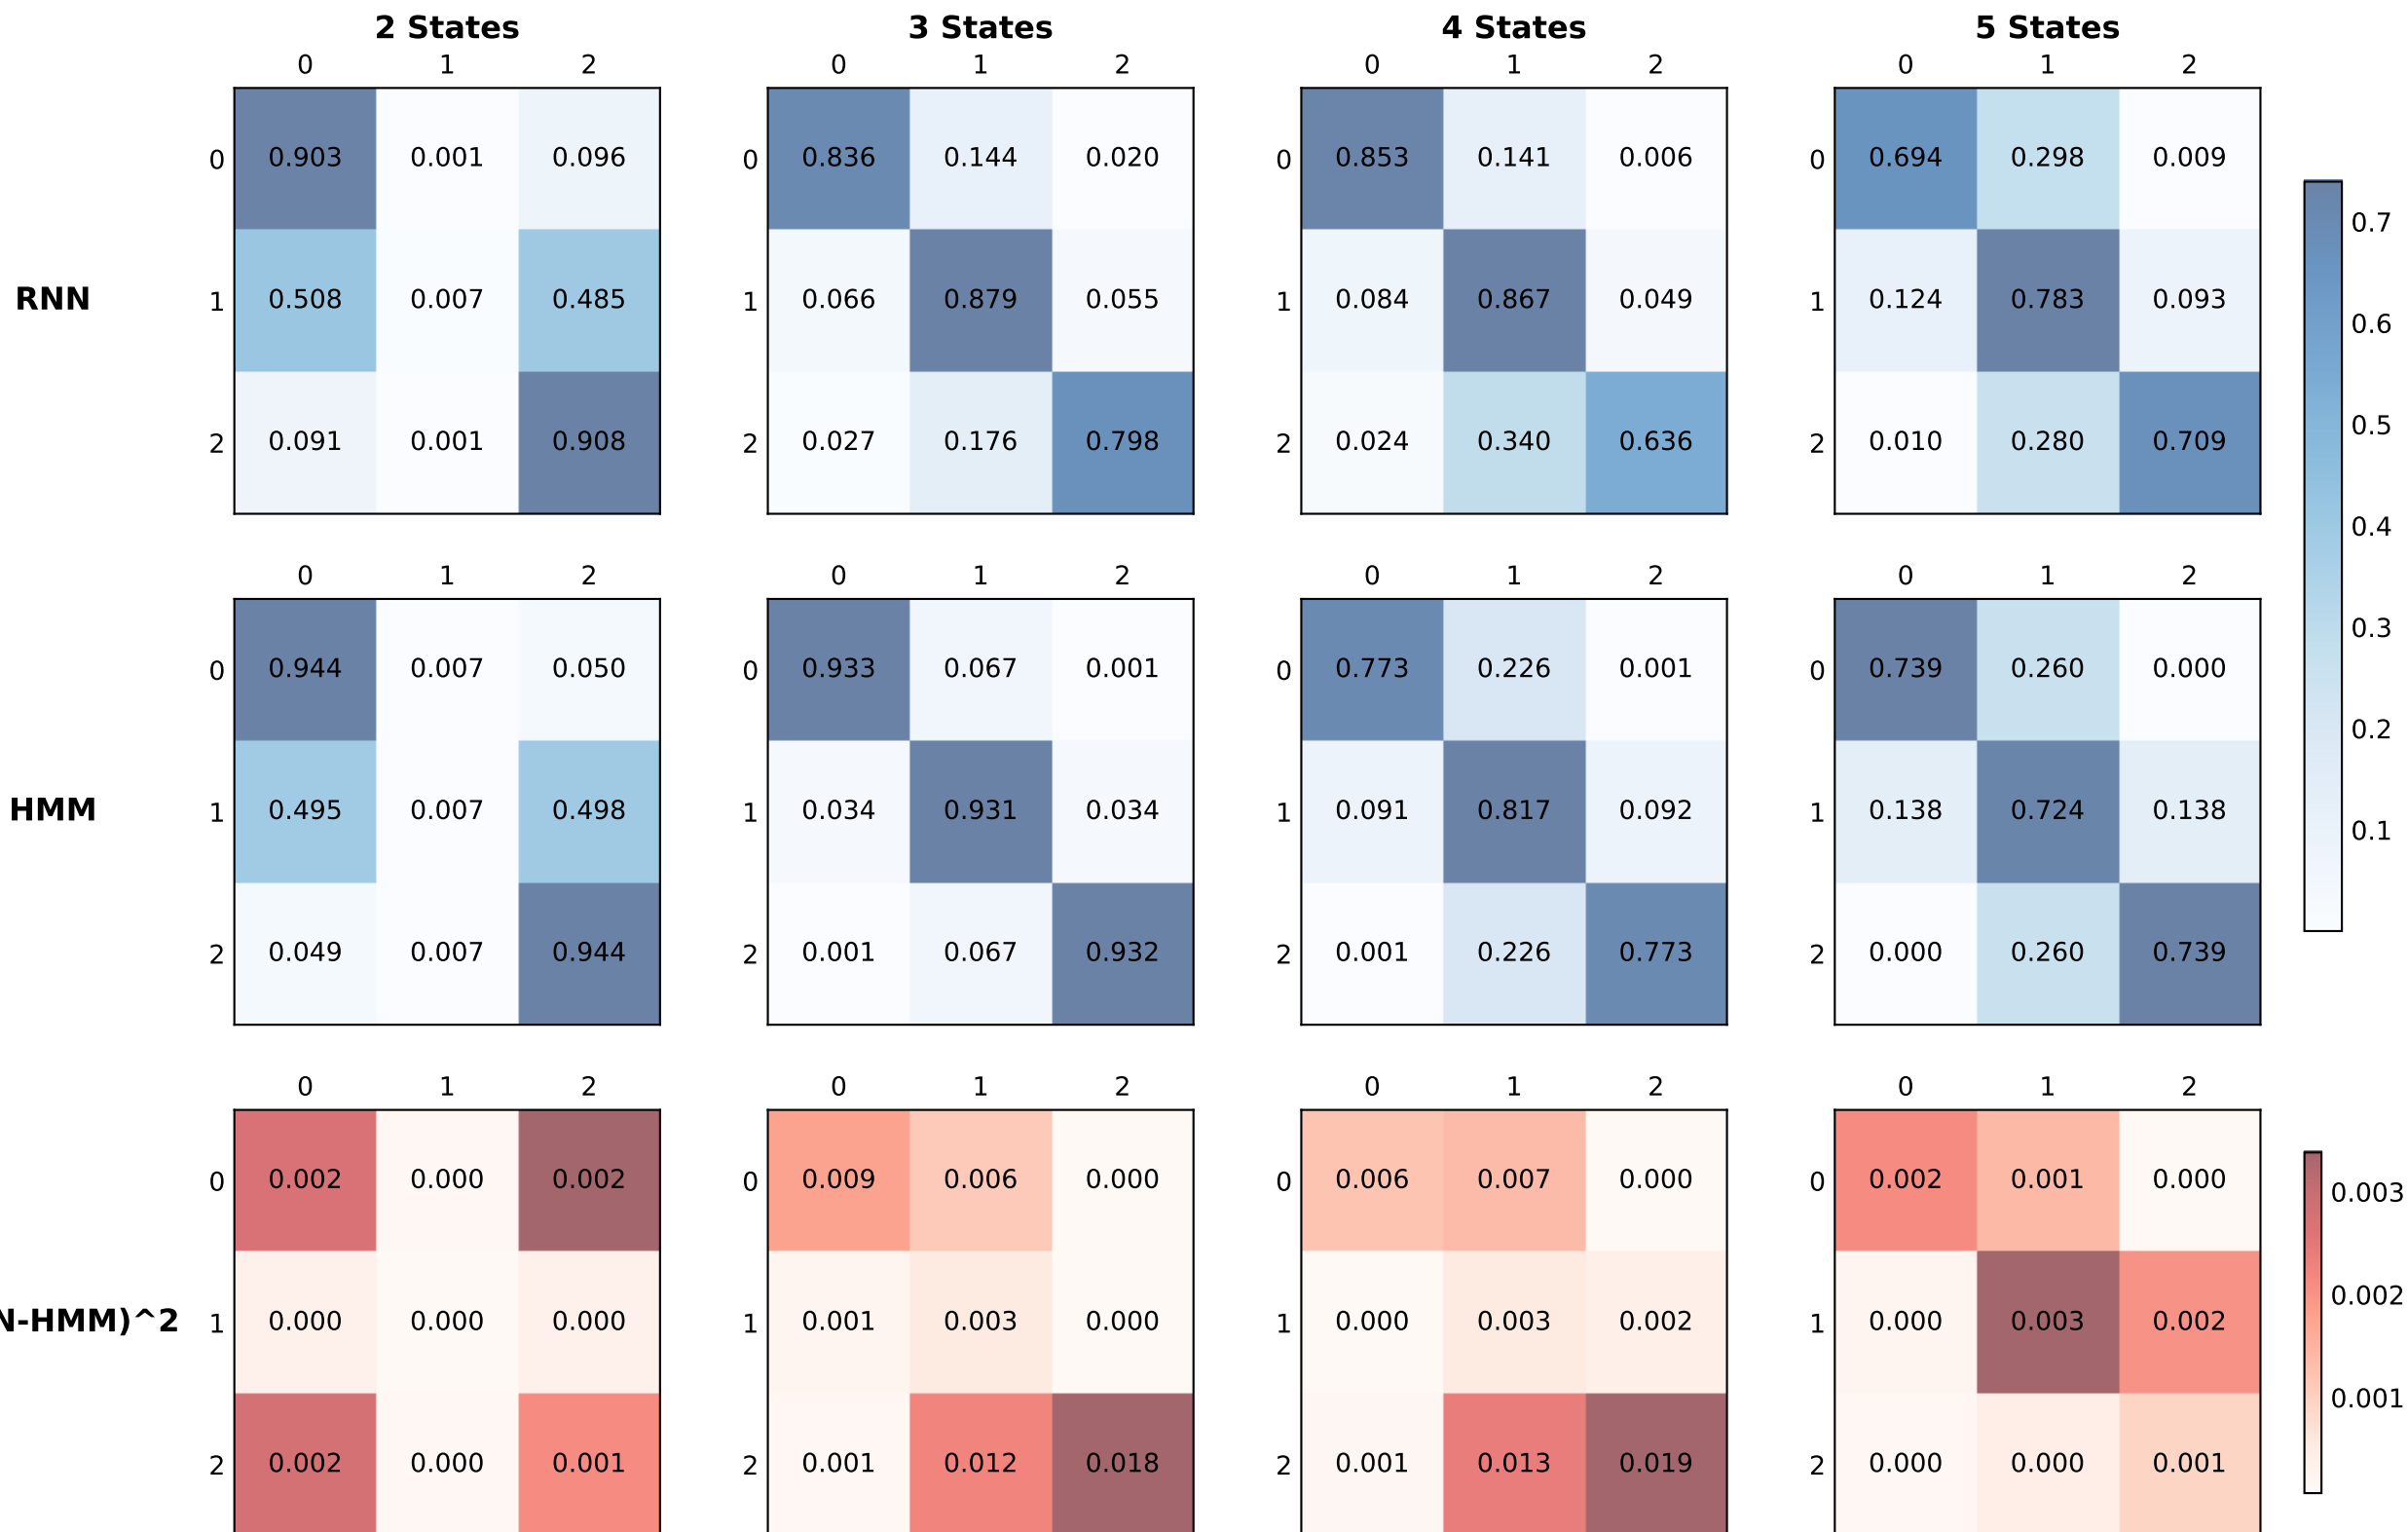 2 States 3 States 4 States 5 States
0 1 2 0 1 2 0 1 2 0 1 2
0 0.903 0.001 0.096 0 0.836 0.144 0.020 0 0.853 0.141 0.006 0 0.694 0.298 0.009
RNN 1 0.508 0.007 0.485 1 0.066 0.879 0.055 1 0.084 0.867 0.049 1 0.124 0.783 0.093
2 0.091 0.001 0.908 2 0.027 0.176 0.798 2 0.024 0.340 0.636 2 0.010 0.280 0.709
0 1 2 0 1 2 0 1 2 0 1 2
0 0.944 0.007 0.050 0 0.933 0.067 0.001 0 0.773 0.226 0.001 0 0.739 0.260 0.000
HMM 1 0.495 0.007 0.498 1 0.034 0.931 0.034 1 0.091 0.817 0.092 1 0.138 0.724 0.138
2 0.049 0.007 0.944 2 0.001 0.067 0.932 2 0.001 0.226 0.773 2 0.000 0.260 0.739
0.7
0.6
0.5
0.4
0.3
0.2
0.1
0 1 2 0 1 2 0 1 2 0 1 2
0 0.002 0.000 0.002 0 0.009 0.006 0.000 0 0.006 0.007 0.000 0 0.002 0.001 0.000
N-HMM)^2 1 0.000 0.000 0.000 1 0.001 0.003 0.000 1 0.000 0.003 0.002 1 0.000 0.003 0.002
2 0.002 0.000 0.001 2 0.001 0.012 0.018 2 0.001 0.013 0.019 2 0.000 0.000 0.001
0.003
0.002
0.001